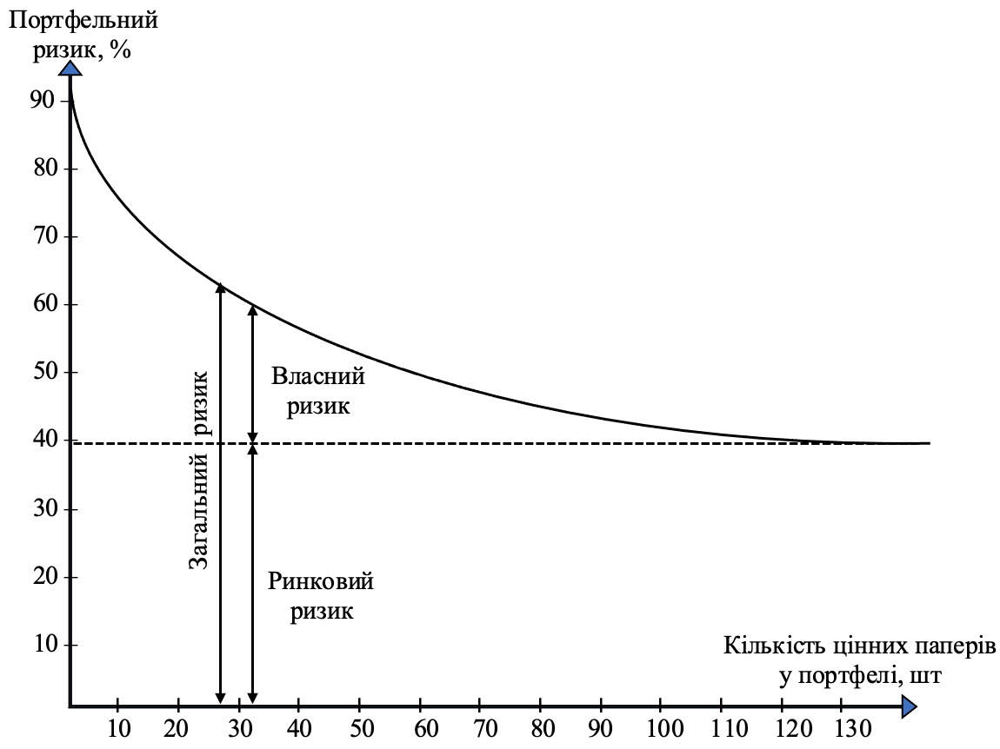 Портфельний
ризик, %
90
80
70
60
50
40
30
20
10
Загальний ризик
Власний
ризик
Ринковий
ризик
Кількість цінних паперів
у портфелі, шт
10 20 30 40 50 60 70 80 90 100 110 120 130